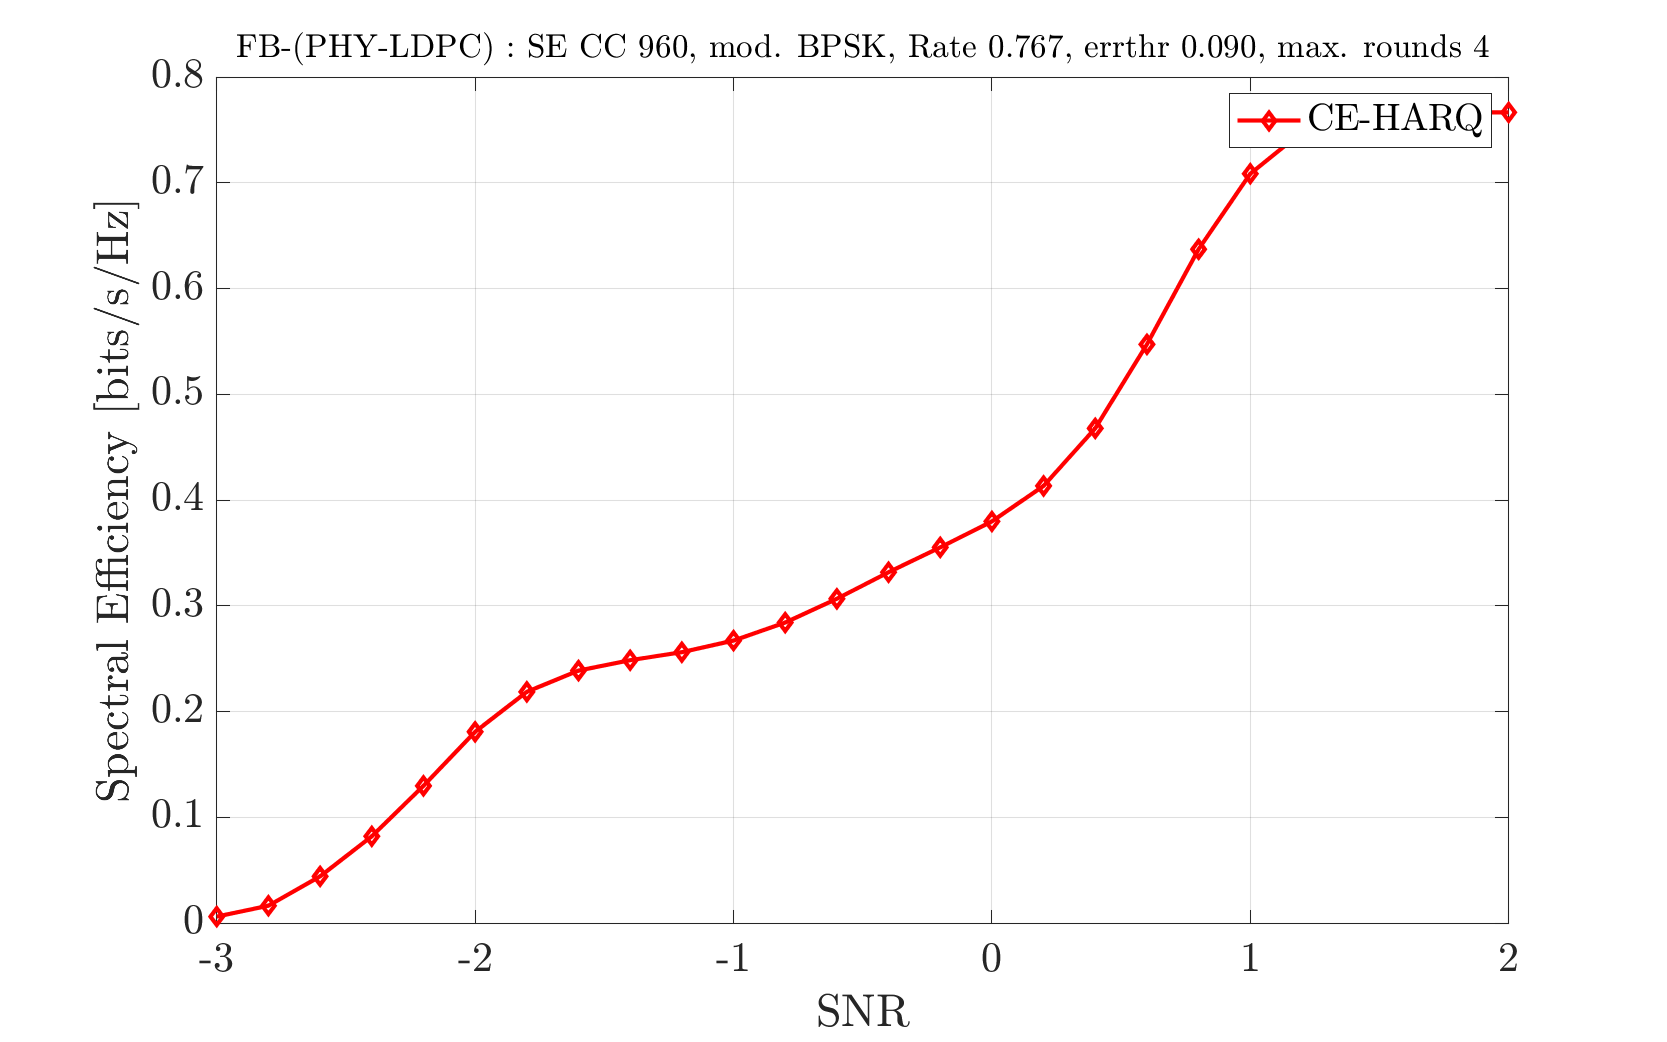 FB-(PHY-LDPC) : SE CC 960, mod. BPSK, Rate 0.767, errthr 0.090, max. rounds 4
CE-HARQ
Spectral Efficiency [bits/s/Hz]
0.8
0.7
0.6
0.5
0.4
0.3
0.2
0.1
0
-3 -2 -1 0 1 2
SNR